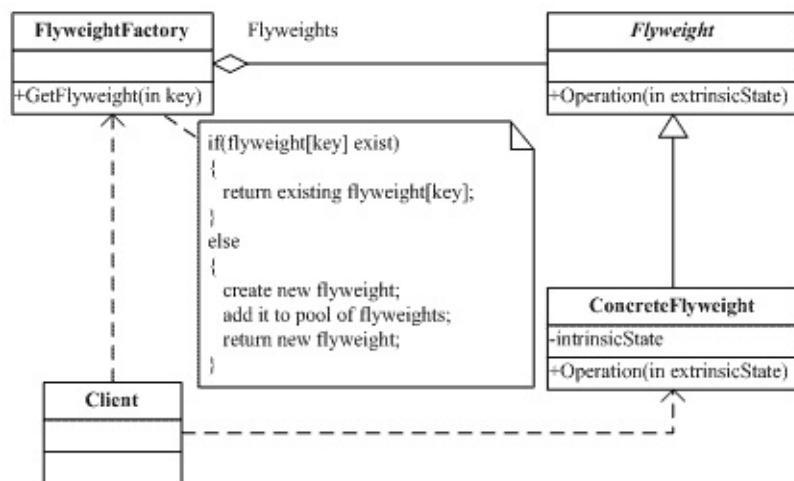 FlyweightFactory
+GetFlyweight(in key)
Flyweights
Flyweight
+Operation(in extrinsicState)
if(flyweight[key] exist)
{
return existing flyweight[key];
}
else
{
create new flyweight;
add it to pool of flyweights;
return new flyweight;
}
ConcreteFlyweight
-intrinsicState
+Operation(in extrinsicState)
Client